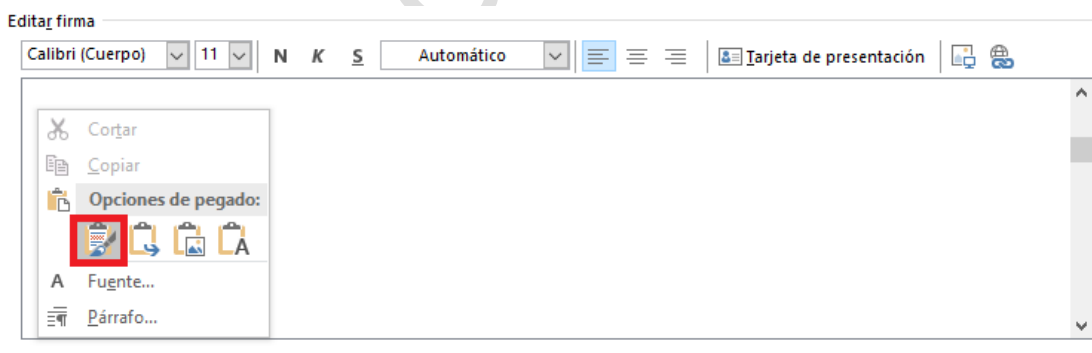 Editar firma
Calibri (Cuerpo) 11 N K S Automático Tarjeta de presentación
Cortar
Copiar
Opciones de pegado:
A
A Fuente...
Párrafo...